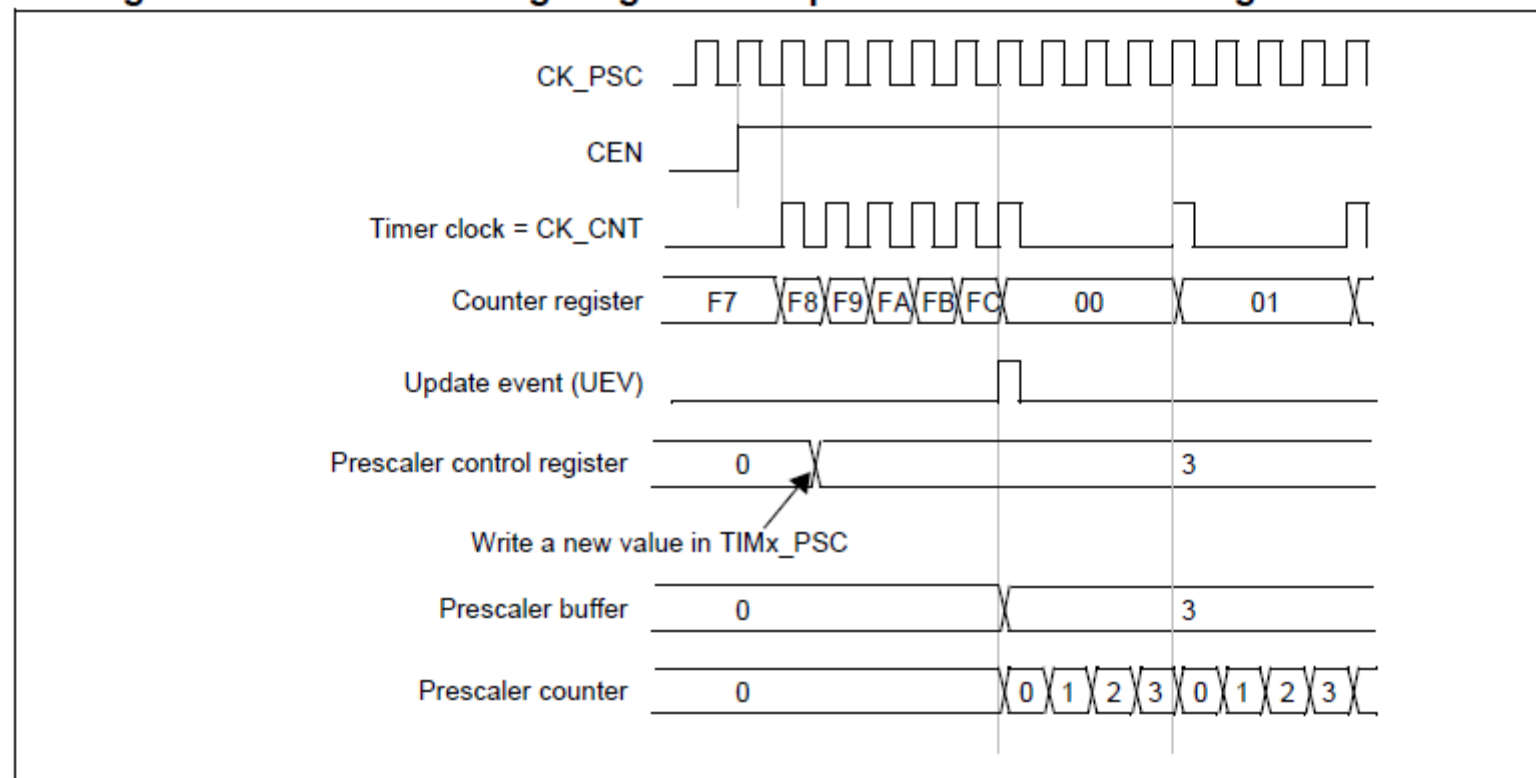 CK_PSC
CEN
Timer clock = CK_CNT
Counter register F7 F8 F9 FA FB FC 00 01
Update event (UEV)
Prescaler control register 0 3
Write a new value in TIMx_PSC
Prescaler buffer 0 3
Prescaler counter 0 0 1 2 3 0 1 2 3